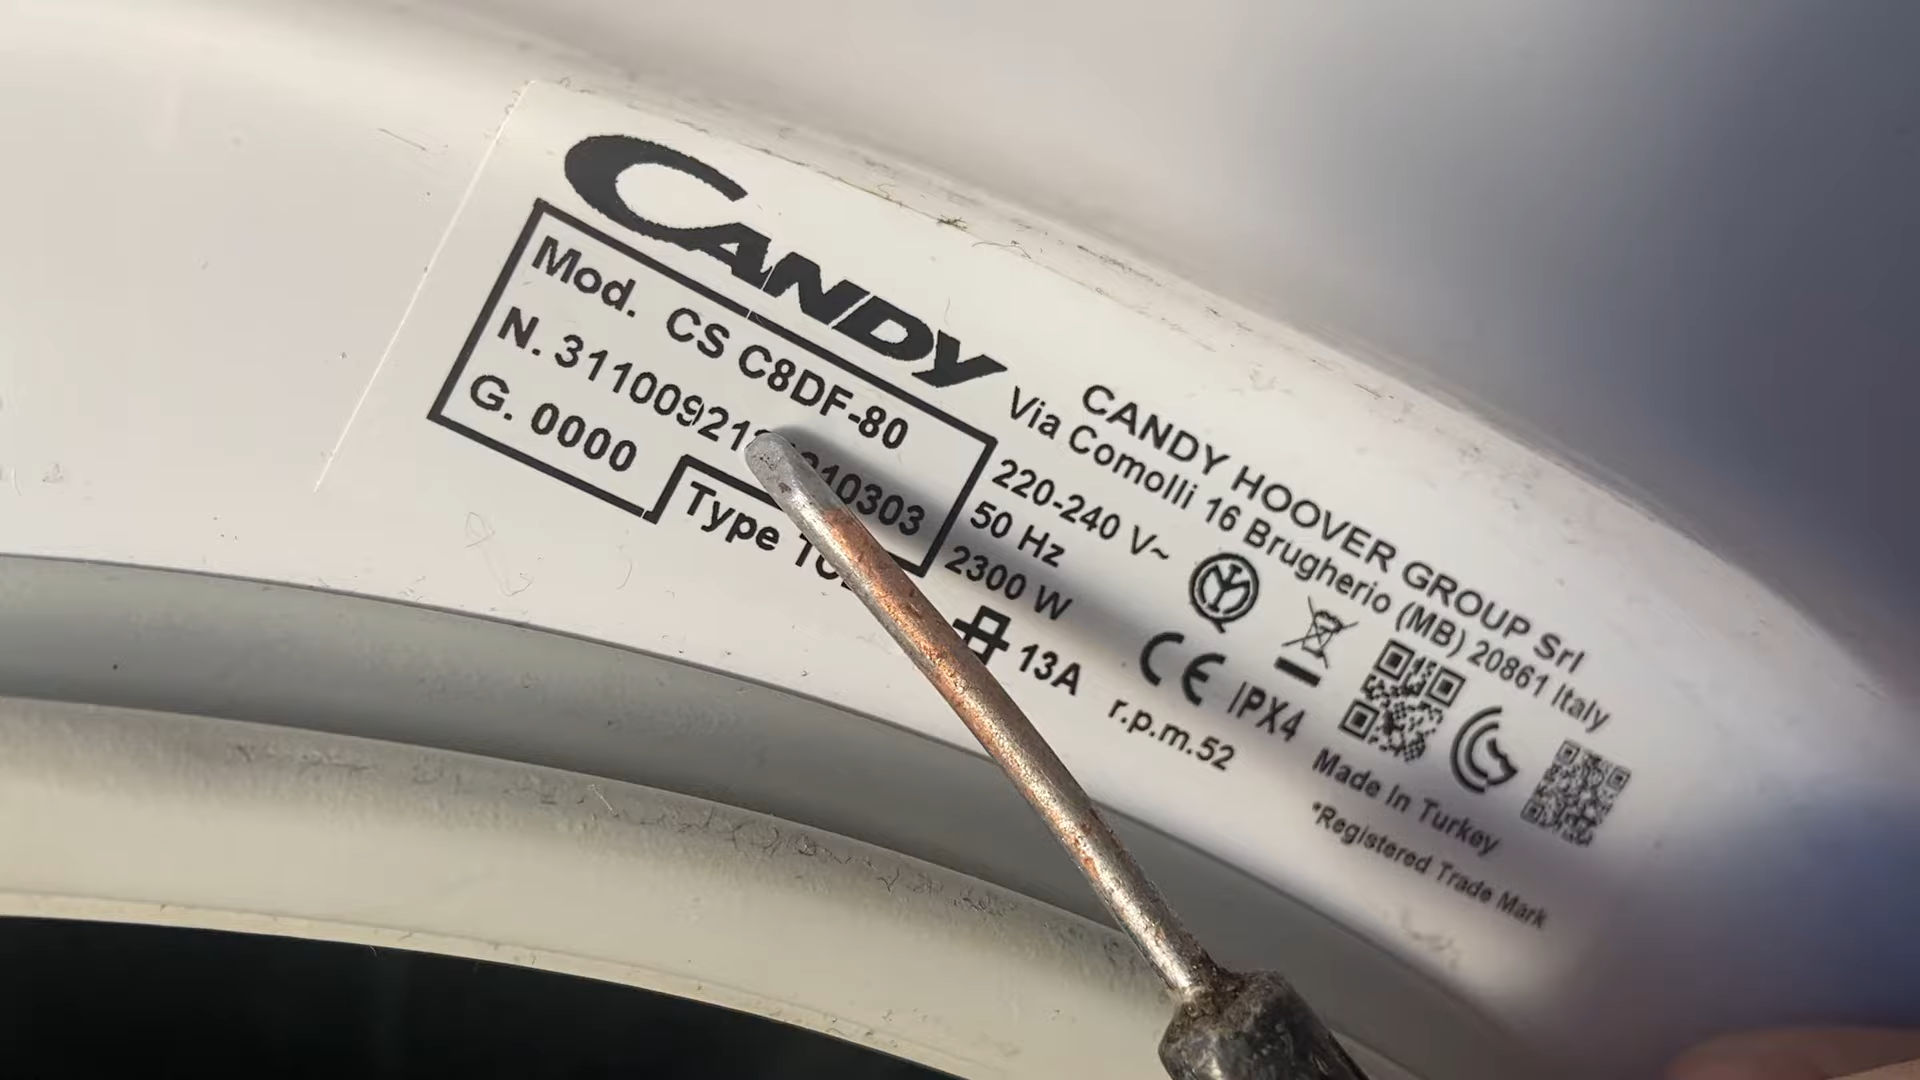 CANDY
Mod. CS C8DF-80
G. 0000
Type
CANDY HOOVER GROUP Srl
Via Comolli 16 Brugherio (MB) 20861 Italy
220-240 V~
50 Hz
2300 W
13A
r.p.m.52
CE IPX4
Made In Turkey
*Registered Trade Mark